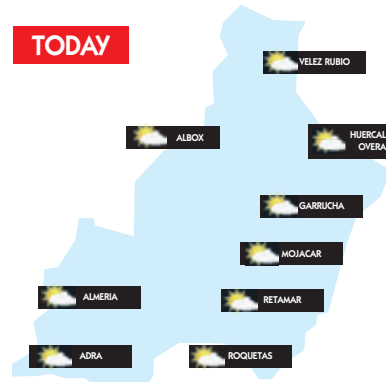 TODAY
VELEZ RUBIO
ALBOX
HUERCAL
OVERA
GARRUCHA
MOJACAR
ALMERIA
RETAMAR
ADRA
ROQUETAS